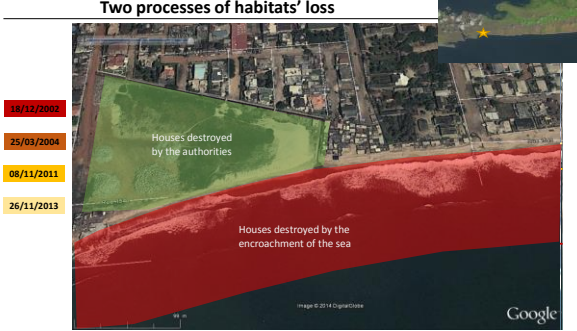 Two processes of habitats' loss
18/12/2002
25/03/2004
08/11/2011
26/11/2013
Houses destroyed
by the authorities
Houses destroyed by the
encroachment of the sea
Image © 2014 DigitalGlobe
Google